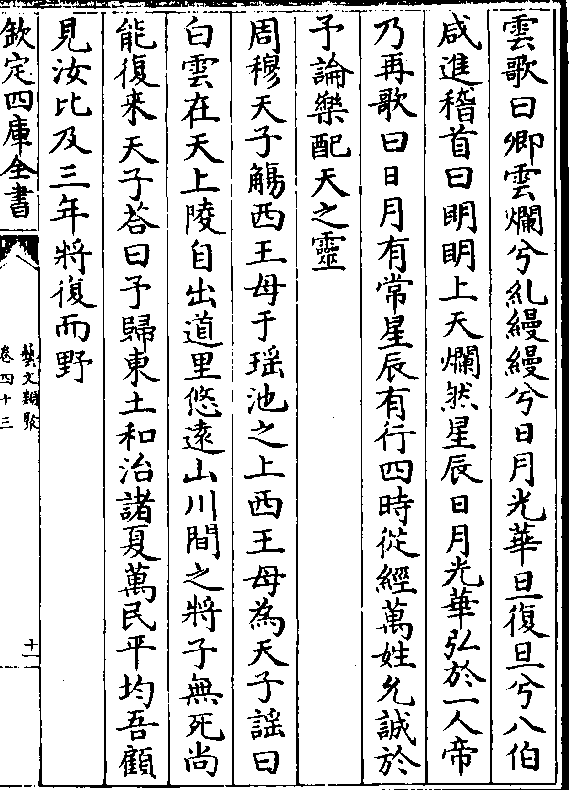 雲歌曰卿雲爛兮糺縵縵兮日月光華旦復旦兮八伯
咸進稽首曰明明上天爛然星辰日月光華弘於一人帝
乃再歌曰日月有常星辰有行四時從經萬姓允誠於
予論樂配天之靈
周穆天子觴西王母于瑶池之上西王母為天子謡曰
白雲在天上陵自出道里悠遠山川間之將子無死尚
能復来天子荅曰予歸東土和治諸夏萬民平均吾顧
見汝比及三年將復而野
欽定四庫全書
藝文類聚
卷四十三
十一